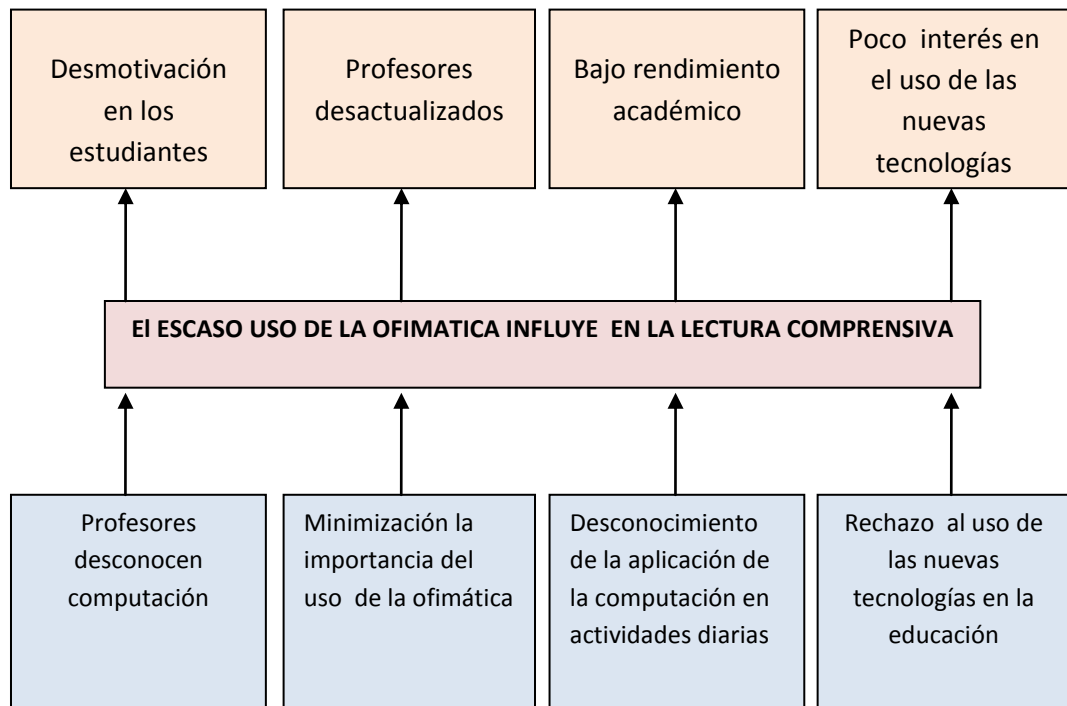 Desmotivación
en los
estudiantes
Profesores
desactualizados
Bajo rendimiento
académico
Poco interés en
el uso de las
nuevas
tecnologías
El ESCASO USO DE LA OFIMATICA INFLUYE EN LA LECTURA COMPRENSIVA
Profesores
desconocen
computación
Minimización la
importancia del
uso de la ofimática
Desconocimiento
de la aplicación de
la computación en
actividades diarias
Rechazo al uso de
las nuevas
tecnologías en la
educación